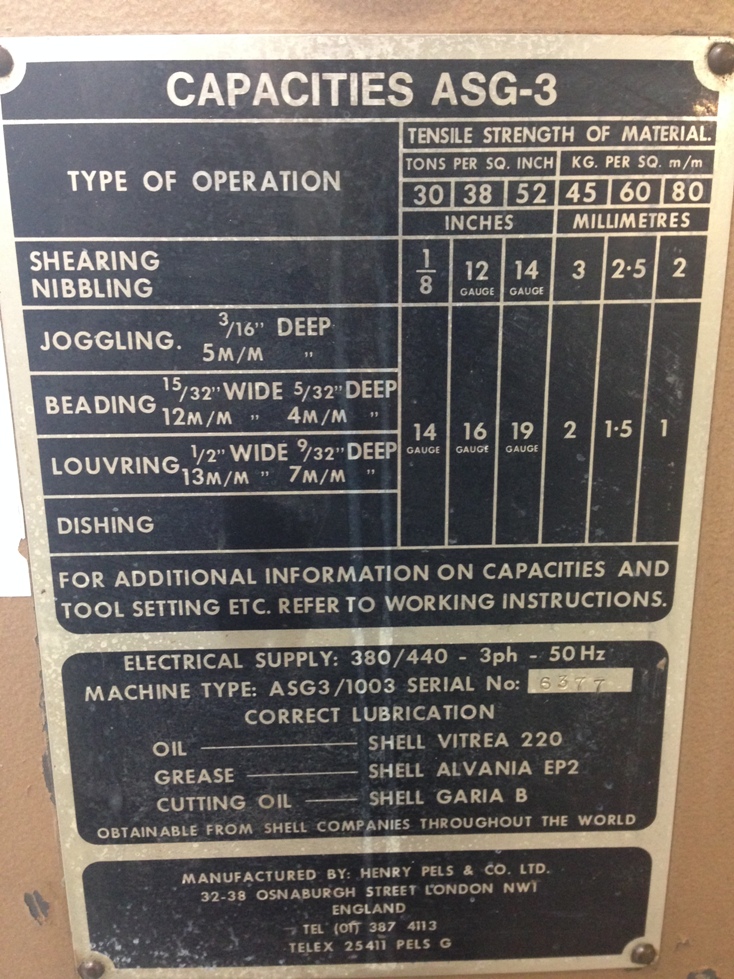 CAPACITIES ASG-3
TYPE OF OPERATION
TENSILE STRENGTH OF MATERIAL.
TONS PER SQ. INCH KG. PER SQ. m/m
30 38 52 45 60 80
INCHES MILLIMETRES
SHEARING
NIBBLING
1/8 12 GAUGE 14 GAUGE 3 2·5 2
JOGGLING. 3/16" DEEP
5M/M "
BEADING 15/32" WIDE 5/32" DEEP
12M/M " 4M/M "
LOUVRING 1/2" WIDE 9/32" DEEP
13M/M " 7M/M "
DISHING
14 GAUGE 16 GAUGE 19 GAUGE 2 1·5 1
FOR ADDITIONAL INFORMATION ON CAPACITIES AND
TOOL SETTING ETC. REFER TO WORKING INSTRUCTIONS.
ELECTRICAL SUPPLY: 380/440 - 3ph - 50 Hz
MACHINE TYPE: ASG3/1003 SERIAL No: 6377
CORRECT LUBRICATION
OIL SHELL VITREA 220
GREASE SHELL ALVANIA EP2
CUTTING OIL SHELL GARIA B
OBTAINABLE FROM SHELL COMPANIES THROUGHOUT THE WORLD
MANUFACTURED BY: HENRY PELS & CO. LTD.
32-38 OSNABURGH STREET LONDON NW1
ENGLAND
TEL (01) 387 4113
TELEX 25411 PELS G